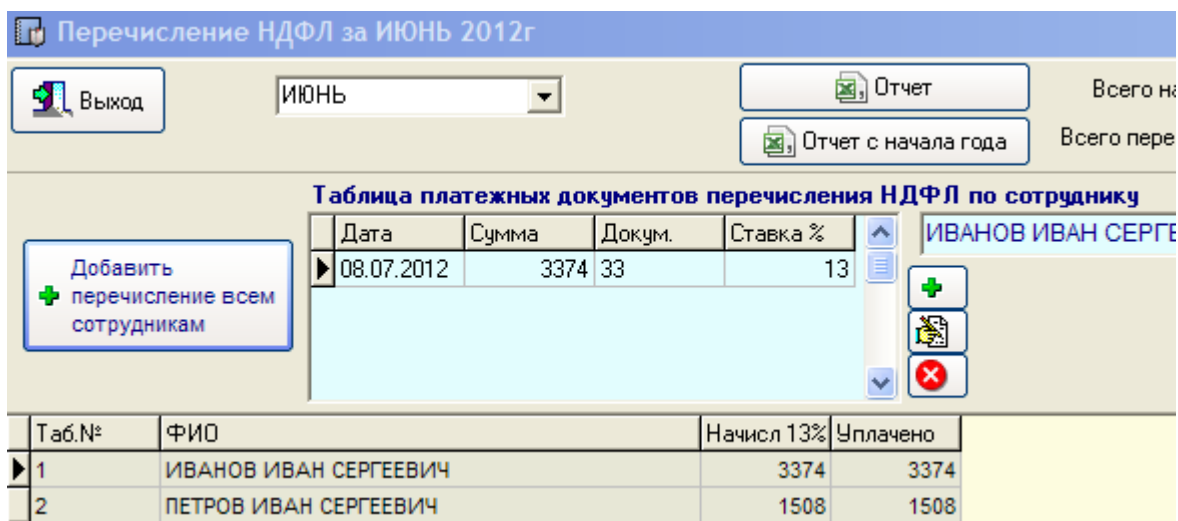 Перечисление НДФЛ за ИЮНЬ 2012г
Выход
ИЮНЬ
Отчет
Всего на
Отчет с начала года
Всего пере
Таблица платежных документов перечисления НДФЛ по сотруднику
Дата Сумма Докум. Ставка %
08.07.2012 3374 33 13
ИВАНОВ ИВАН СЕРГЕ
Добавить
перечисление всем
сотрудникам
Таб.№ ФИО Начисл 13% Уплачено
1 ИВАНОВ ИВАН СЕРГЕЕВИЧ 3374 3374
2 ПЕТРОВ ИВАН СЕРГЕЕВИЧ 1508 1508